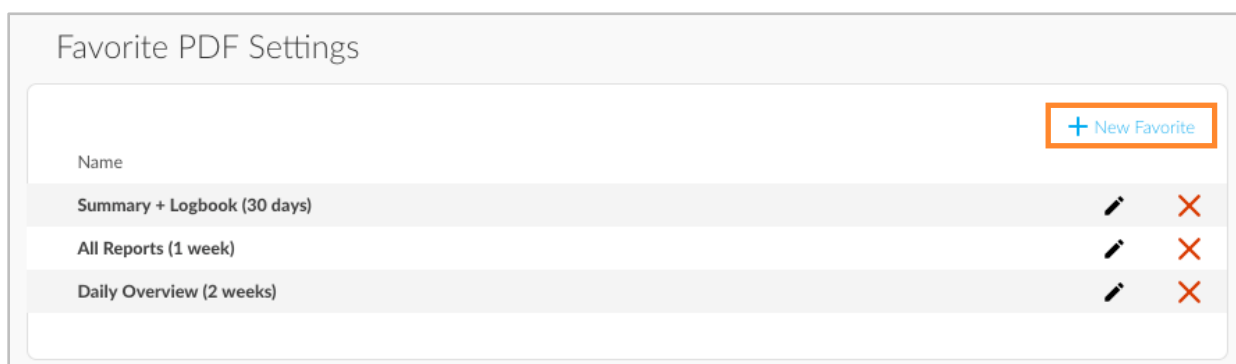 Favorite PDF Settings
+ New Favorite
Name
Summary + Logbook (30 days)
All Reports (1 week)
Daily Overview (2 weeks)